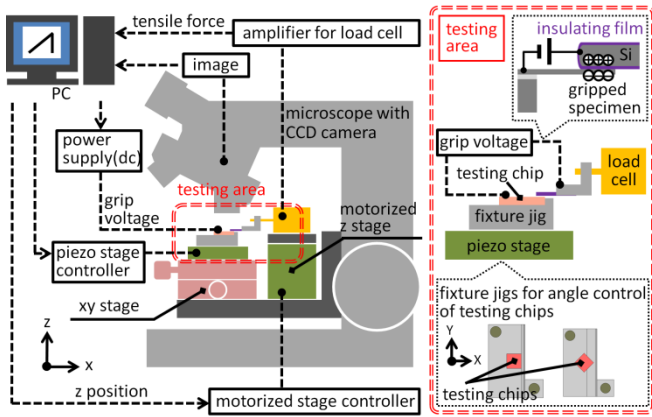 tensile force
amplifier for load cell
image
PC
microscope with
CCD camera
power
supply(dc)
testing area
grip
voltage
motorized
z stage
piezo stage
controller
xy stage
z
x
z position
motorized stage controller
testing
area
insulating film
Si
gripped
specimen
grip voltage
testing chip
load
cell
fixture jig
piezo stage
fixture jigs for angle control
of testing chips
Y
X
testing chips